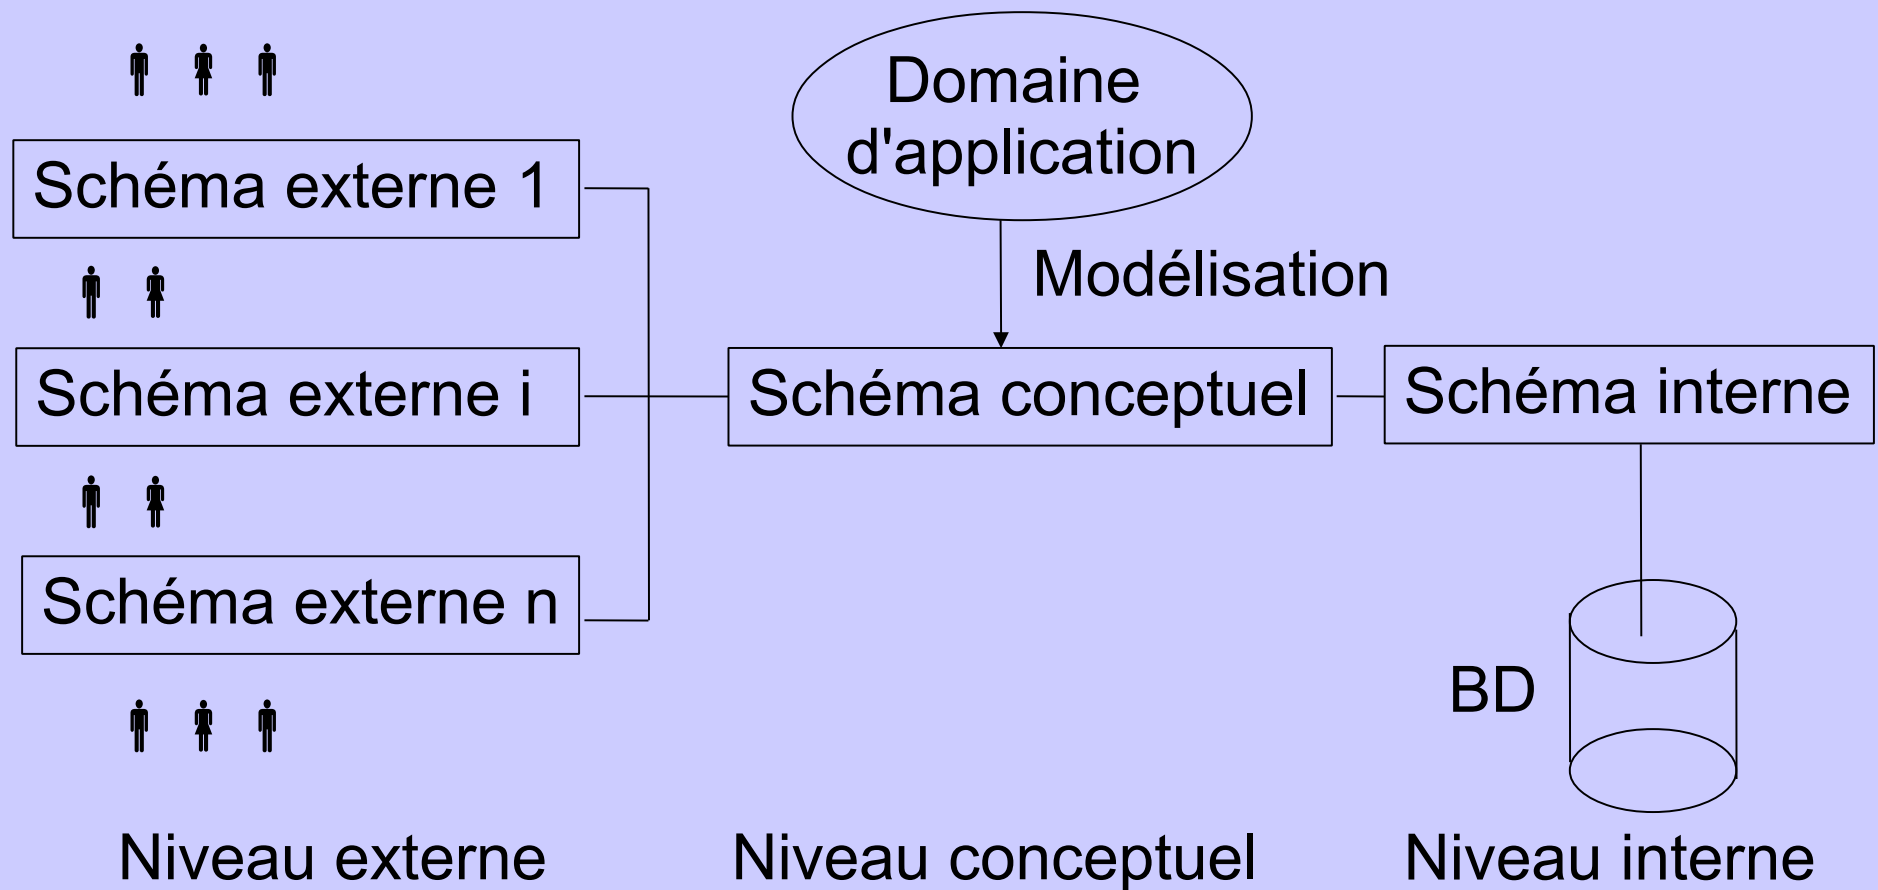 Domaine
d'application
Schéma externe 1
Modélisation
Schéma externe i
Schéma conceptuel
Schéma interne
Schéma externe n
BD
Niveau externe
Niveau conceptuel
Niveau interne